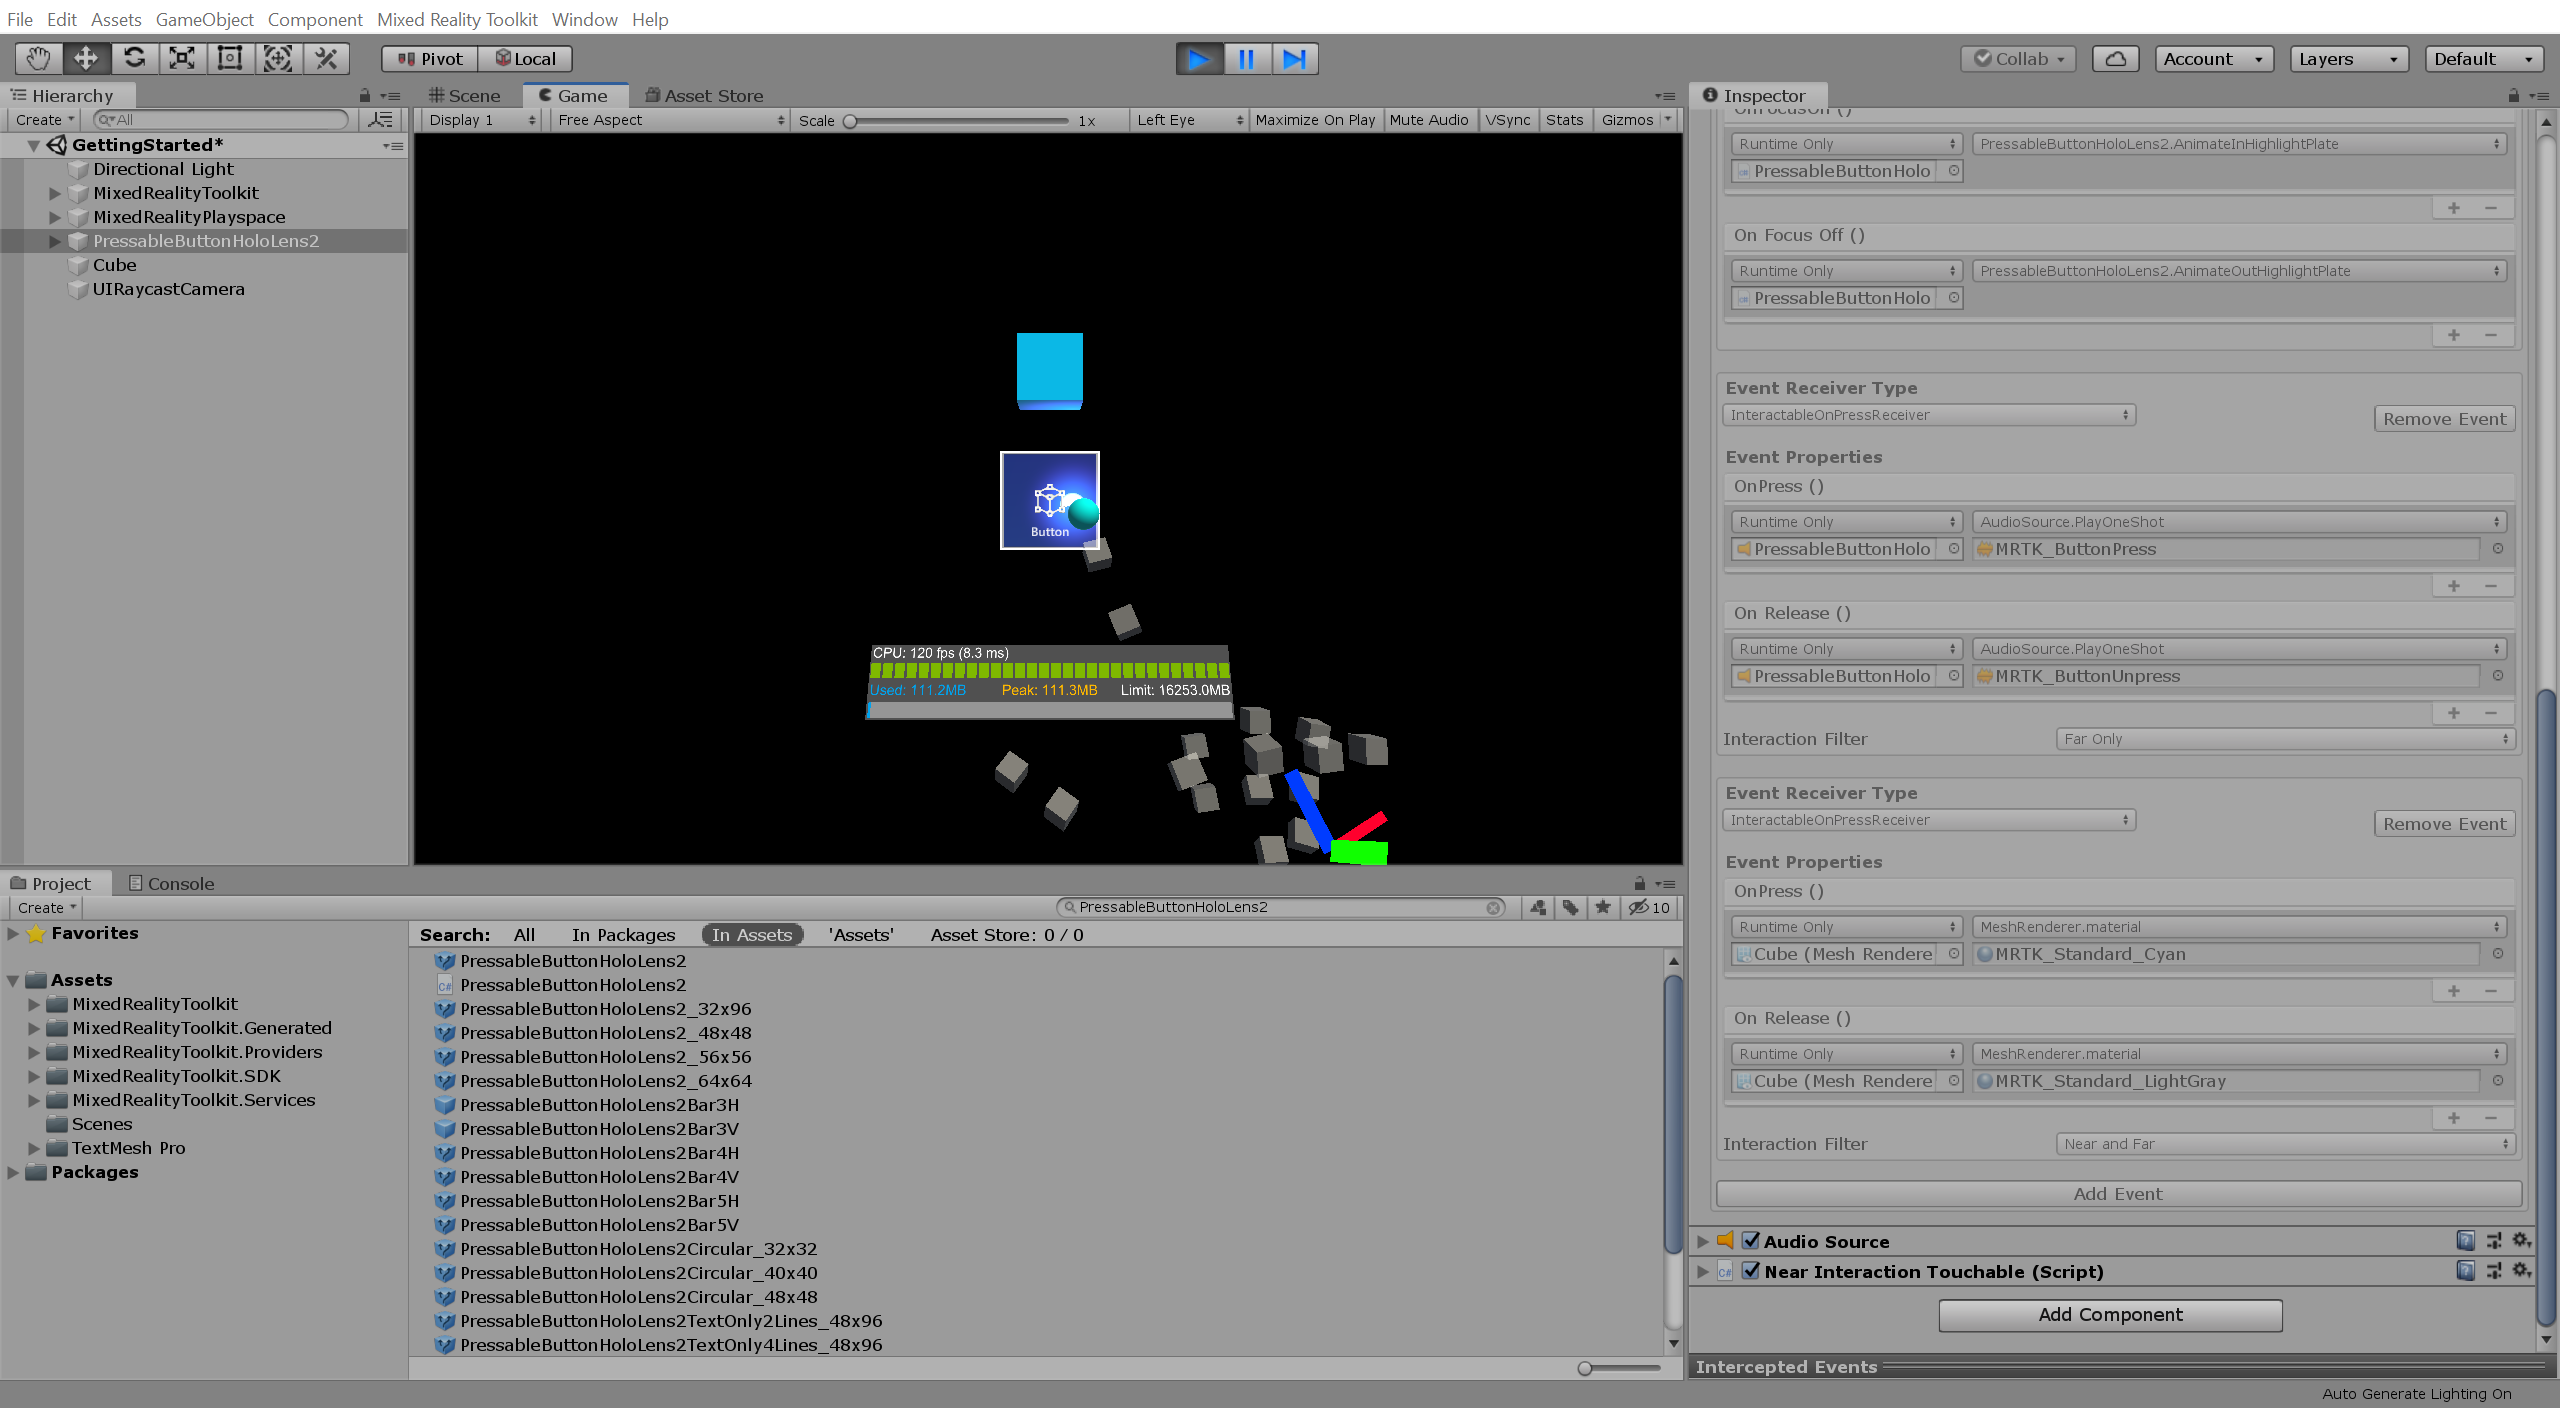 File Edit Assets GameObject Component Mixed Reality Toolkit Window Help
Pivot Local
Collab Account Layers Default
Hierarchy
Create All
GettingStarted*
Directional Light
MixedRealityToolkit
MixedRealityPlayspace
PressableButtonHoloLens2
Cube
UIRaycastCamera
Scene Game Asset Store
Display 1 Free Aspect Scale 1x Left Eye Maximize On Play Mute Audio VSync Stats Gizmos
Button
CPU: 120 fps (8.3 ms)
Used: 111.2MB Peak: 111.3MB Limit: 16253.0MB
Project Console
Create PressableButtonHoloLens2 10
Favorites
Assets
MixedRealityToolkit
MixedRealityToolkit.Generated
MixedRealityToolkit.Providers
MixedRealityToolkit.SDK
MixedRealityToolkit.Services
Scenes
TextMesh Pro
Packages
Search: All In Packages In Assets 'Assets' Asset Store: 0 / 0
PressableButtonHoloLens2
C# PressableButtonHoloLens2
PressableButtonHoloLens2_32x96
PressableButtonHoloLens2_48x48
PressableButtonHoloLens2_56x56
PressableButtonHoloLens2_64x64
PressableButtonHoloLens2Bar3H
PressableButtonHoloLens2Bar3V
PressableButtonHoloLens2Bar4H
PressableButtonHoloLens2Bar4V
PressableButtonHoloLens2Bar5H
PressableButtonHoloLens2Bar5V
PressableButtonHoloLens2Circular_32x32
PressableButtonHoloLens2Circular_40x40
PressableButtonHoloLens2Circular_48x48
PressableButtonHoloLens2TextOnly2Lines_48x96
PressableButtonHoloLens2TextOnly4Lines_48x96
Inspector
OnFocusOn ()
Runtime Only PressableButtonHoloLens2.AnimateInHighlightPlate
PressableButtonHolo
On Focus Off ()
Runtime Only PressableButtonHoloLens2.AnimateOutHighlightPlate
PressableButtonHolo
Event Receiver Type
InteractableOnPressReceiver Remove Event
Event Properties
OnPress ()
Runtime Only AudioSource.PlayOneShot
PressableButtonHolo MRTK_ButtonPress
On Release ()
Runtime Only AudioSource.PlayOneShot
PressableButtonHolo MRTK_ButtonUnpress
Interaction Filter Far Only
Event Receiver Type
InteractableOnPressReceiver Remove Event
Event Properties
OnPress ()
Runtime Only MeshRenderer.material
Cube (Mesh Rendere MRTK_Standard_Cyan
On Release ()
Runtime Only MeshRenderer.material
Cube (Mesh Rendere MRTK_Standard_LightGray
Interaction Filter Near and Far
Add Event
Audio Source
C# Near Interaction Touchable (Script)
Add Component
Intercepted Events
Auto Generate Lighting On